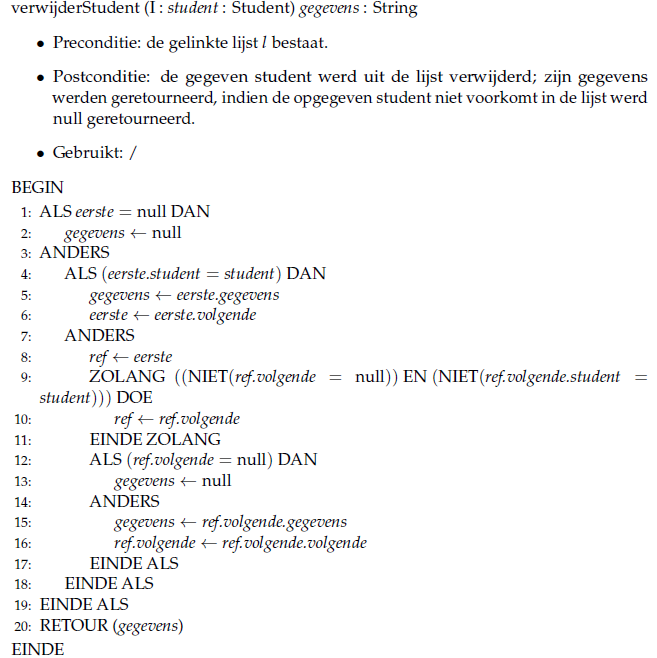 verwijderStudent (I : student : Student) gegevens : String
• Preconditie: de gelinkte lijst l bestaat.
• Postconditie: de gegeven student werd uit de lijst verwijderd; zijn gegevens
werden geretourneerd, indien de opgegeven student niet voorkomt in de lijst werd
null geretourneerd.
• Gebruikt: /
BEGIN
1: ALS eerste = null DAN
2: gegevens ← null
3: ANDERS
4: ALS (eerste.student = student) DAN
5: gegevens ← eerste.gegevens
6: eerste ← eerste.volgende
7: ANDERS
8: ref ← eerste
9: ZOLANG ((NIET(ref.volgende = null)) EN (NIET(ref.volgende.student =
student))) DOE
10: ref ← ref.volgende
11: EINDE ZOLANG
12: ALS (ref.volgende = null) DAN
13: gegevens ← null
14: ANDERS
15: gegevens ← ref.volgende.gegevens
16: ref.volgende ← ref.volgende.volgende
17: EINDE ALS
18: EINDE ALS
19: EINDE ALS
20: RETOUR (gegevens)
EINDE